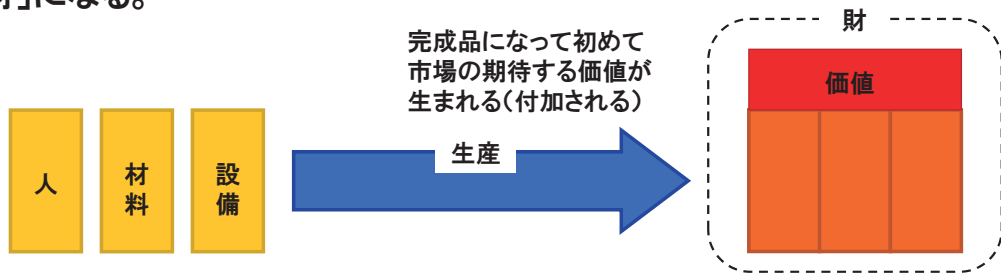 財」になる。
財
完成品になって初めて
市場の期待する価値が
生まれる(付加される)
価値
生産
人
材料
設備